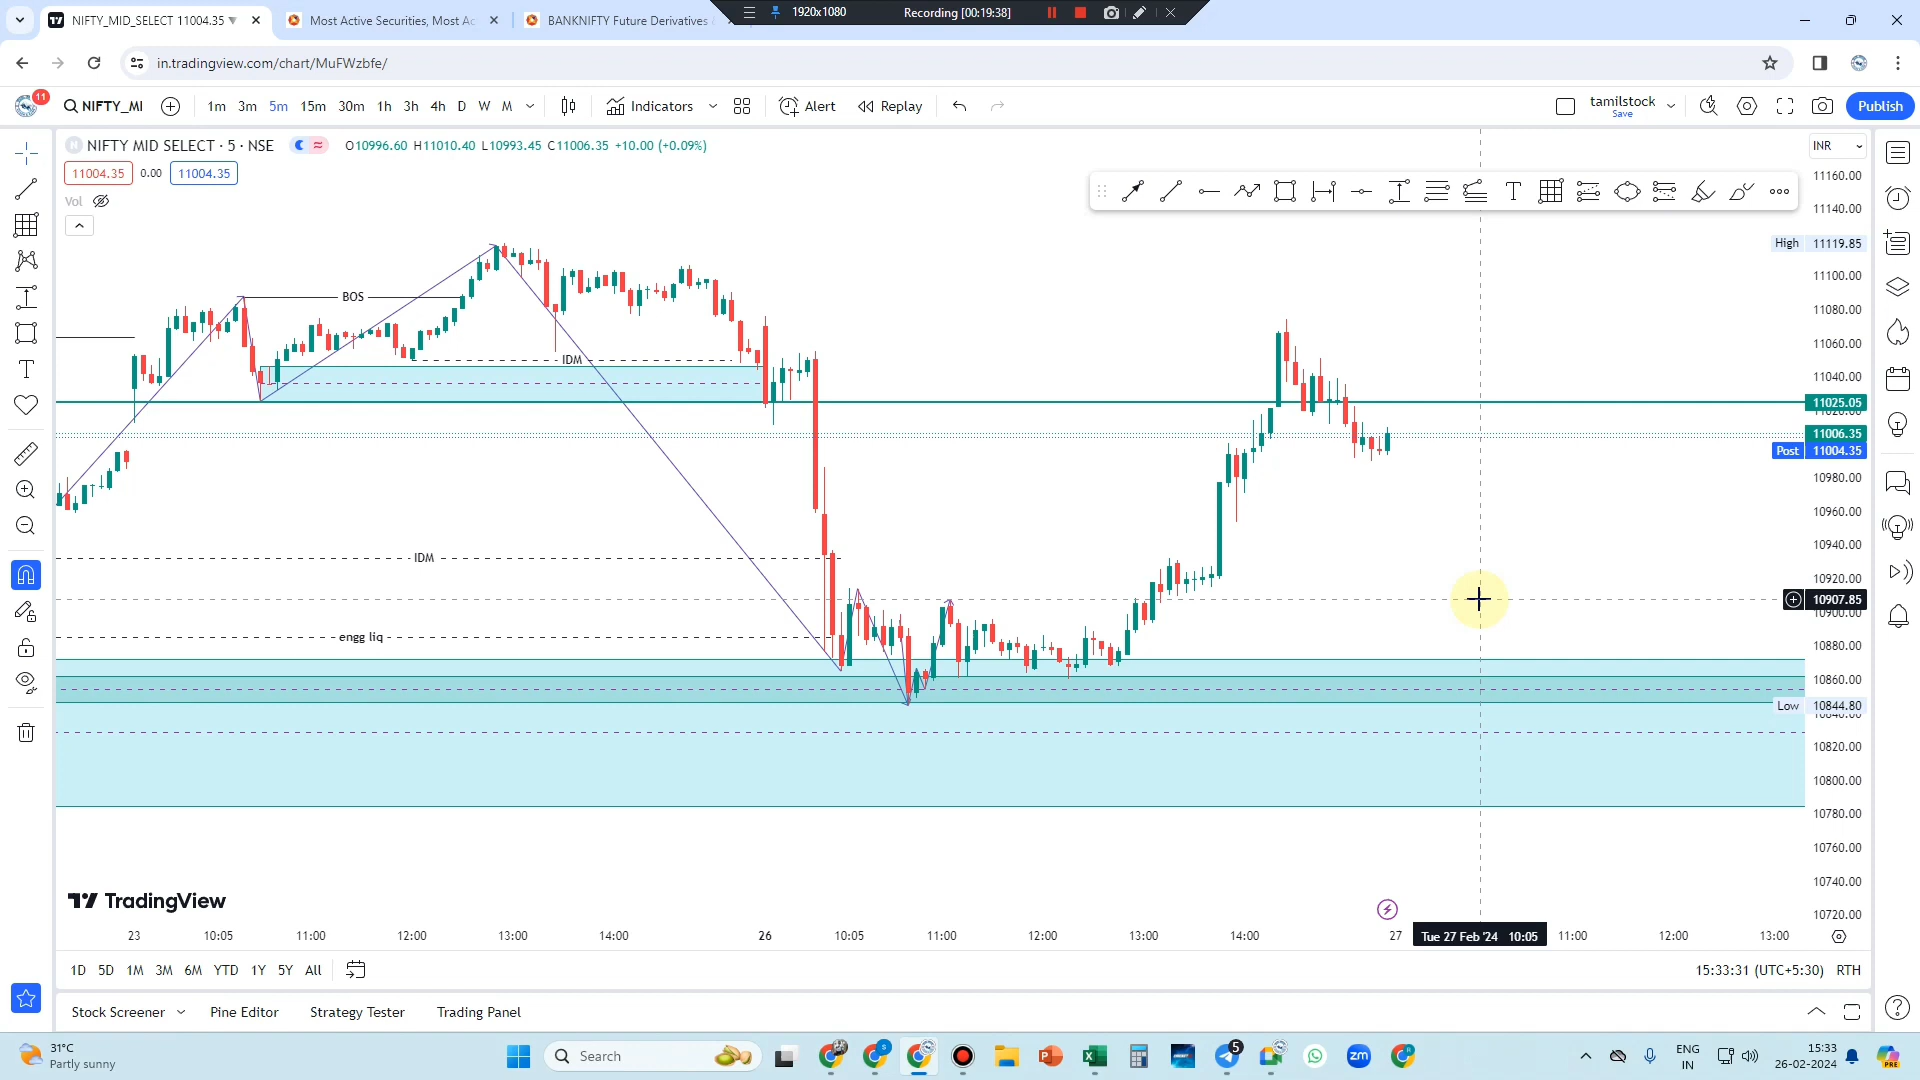 NIFTY_MID_SELECT 11004.35 ▼
Most Active Securities, Most Ac
BANKNIFTY Future Derivatives
1920x1080
Recording [00:19:38]
in.tradingview.com/chart/MuFWzbfe/
11
NIFTY_MI
1m 3m 5m 15m 30m 1h 3h 4h D W M
Indicators
Alert
Replay
tamilstock
Save
Publish
NIFTY MID SELECT · 5 · NSE
O10996.60 H11010.40 L10993.45 C11006.35 +10.00 (+0.09%)
INR
11004.35 0.00 11004.35
Vol
11160.00
11140.00
High 11119.85
11100.00
BOS
11080.00
11060.00
IDM
11040.00
11025.05
11006.35
Post 11004.35
10980.00
10960.00
10940.00
IDM
10920.00
10907.85
engg liq
10880.00
10860.00
Low 10844.80
10820.00
10800.00
10780.00
10760.00
10740.00
10720.00
TradingView
23 10:05 11:00 12:00 13:00 14:00 26 10:05 11:00 12:00 13:00 14:00 27 Tue 27 Feb '24 10:05 11:00 12:00 13:00
1D 5D 1M 3M 6M YTD 1Y 5Y All
15:33:31 (UTC+5:30) RTH
Stock Screener Pine Editor Strategy Tester Trading Panel
31°C
Partly sunny
Search
5
zm
ENG
IN
15:33
26-02-2024
PRE